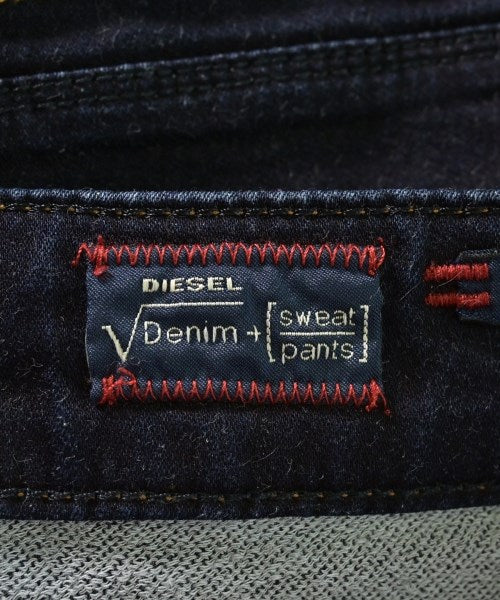 DIESEL
√Denim→[sweat
pants]